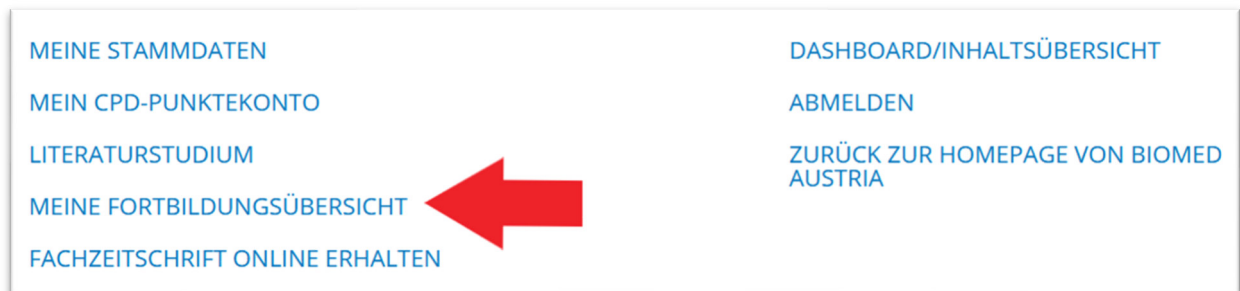 MEINE STAMMDATEN
MEIN CPD-PUNKTEKONTO
LITERATURSTUDIUM
MEINE FORTBILDUNGSÜBERSICHT
FACHZEITSCHRIFT ONLINE ERHALTEN
DASHBOARD/INHALTSÜBERSICHT
ABMELDEN
ZURÜCK ZUR HOMEPAGE VON BIOMED
AUSTRIA